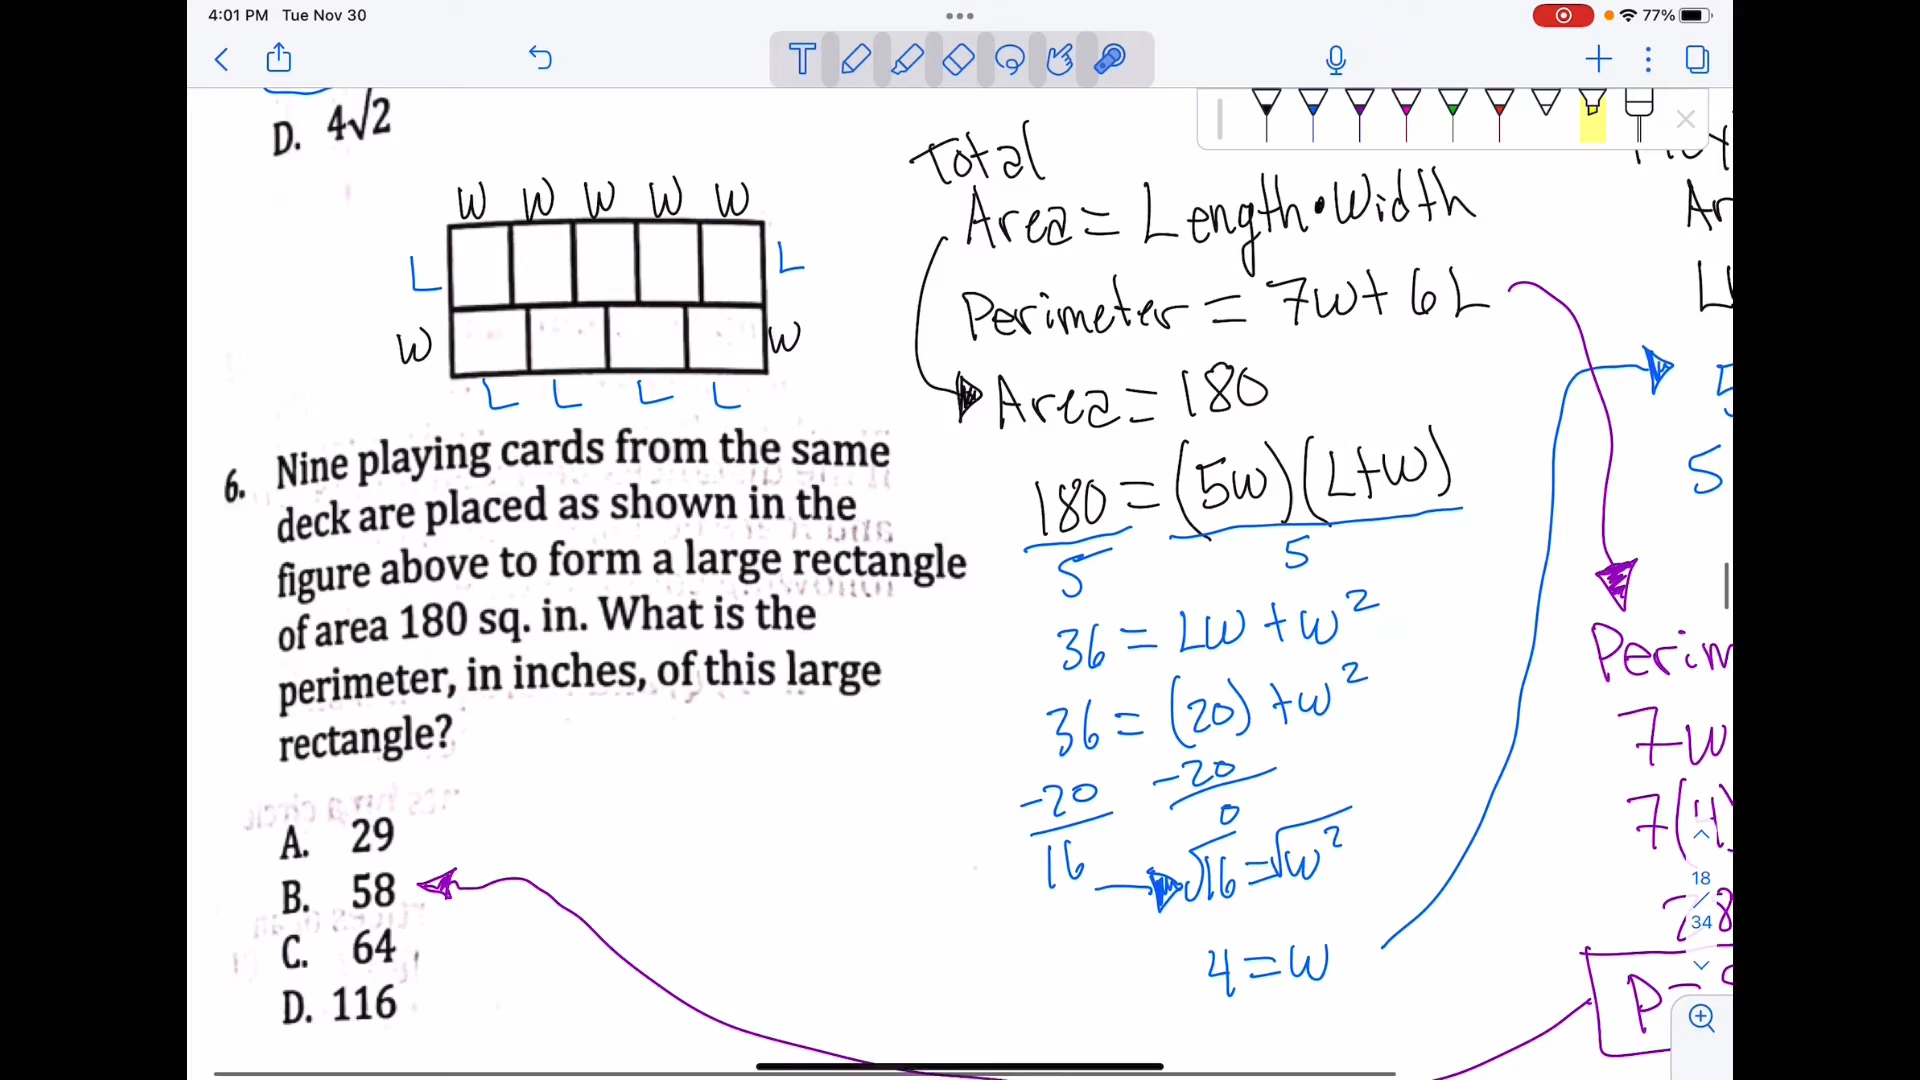 4:01 PM Tue Nov 30
77%
D. 4√2
W W W W W
L L
W W
L L L L
6. Nine playing cards from the same
deck are placed as shown in the
figure above to form a large rectangle
of area 180 sq. in. What is the
perimeter, in inches, of this large
rectangle?
A. 29
B. 58
C. 64
D. 116
Total
Area = Length • Width
Perimeter = 7W + 6L
Area = 180
180 = (5W)(L+W)
5 5
36 = LW + W²
36 = (20) + W²
-20 -20
16 0
√16 = √W²
4 = W
Ar
5
Perim
7W
7(4)
18
34
P =